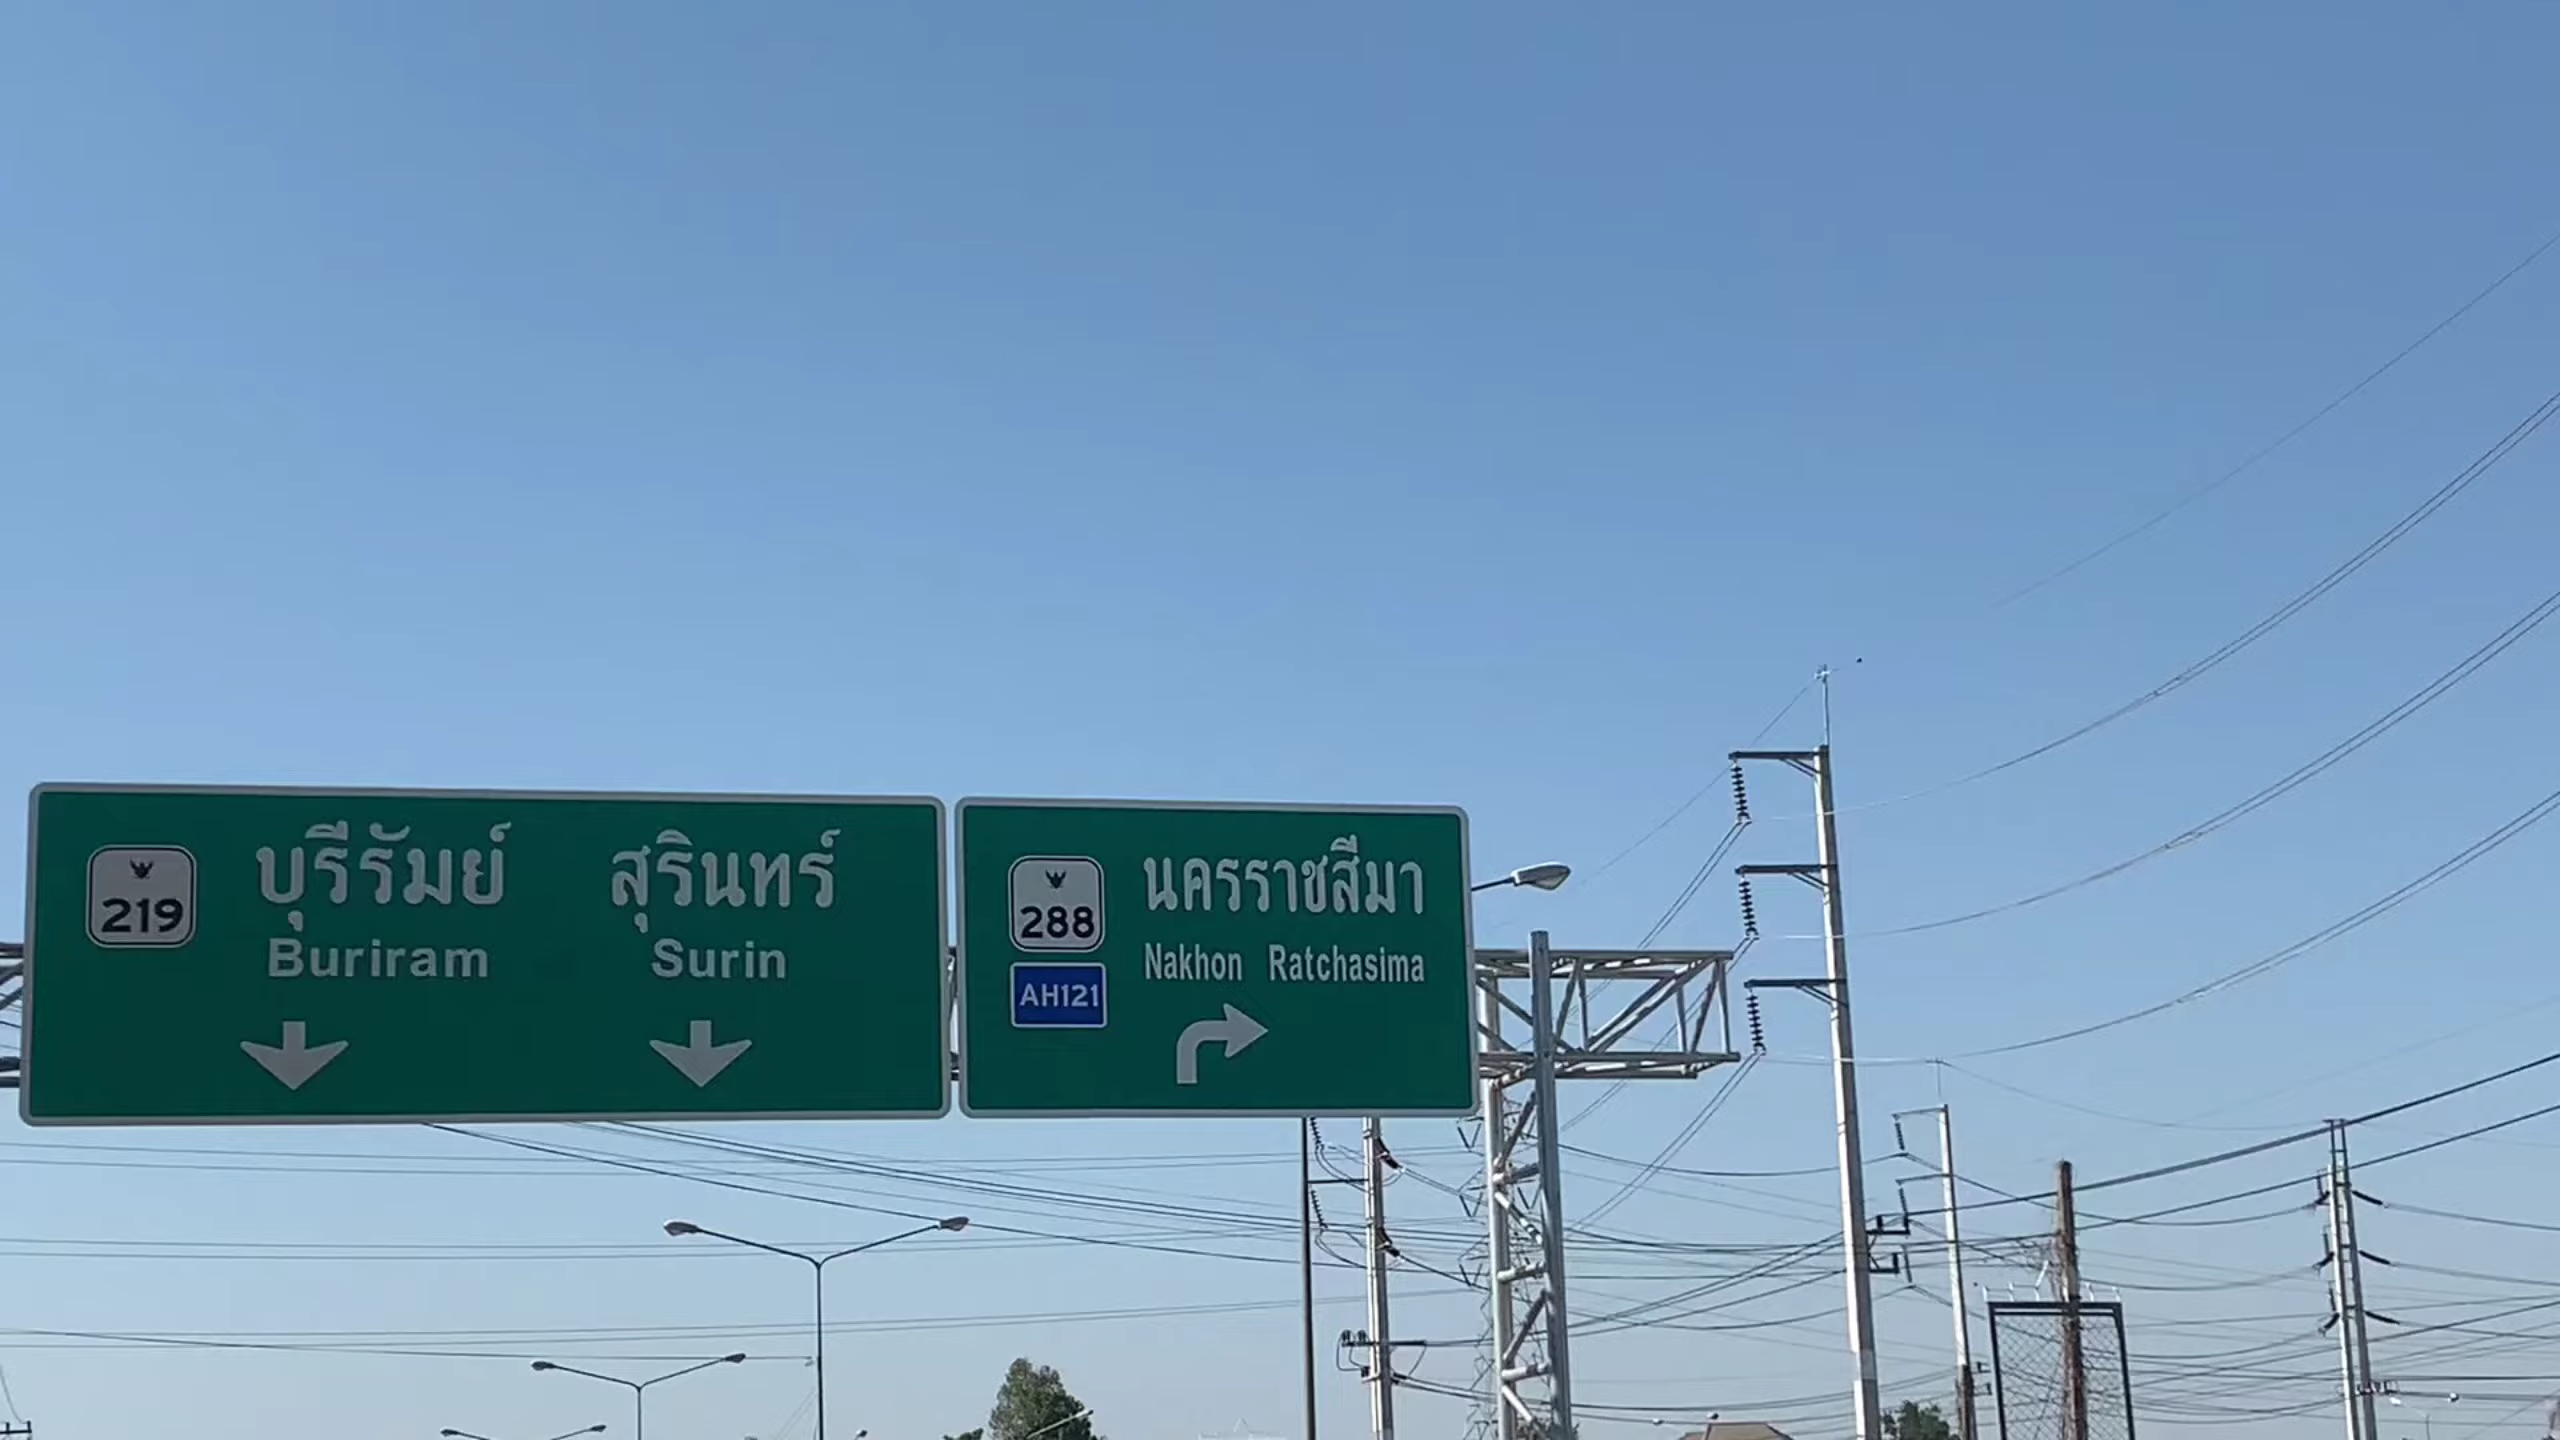 219
บุรีรัมย์ สุรินทร์
Buriram Surin
288
AH121
นครราชสีมา
Nakhon Ratchasima